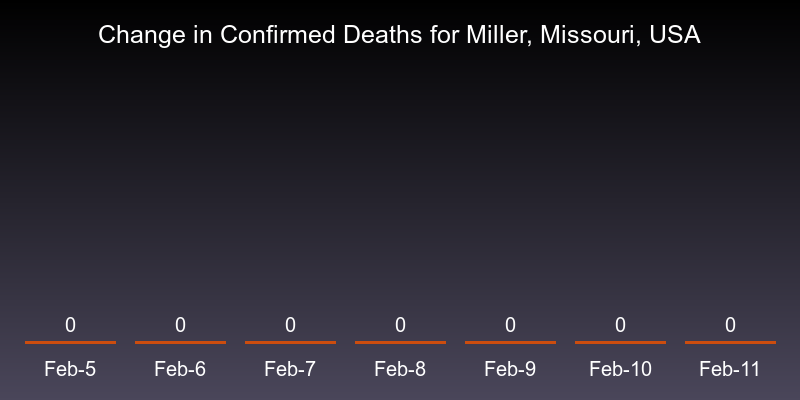 Change in Confirmed Deaths for Miller, Missouri, USA
0 0 0 0 0 0 0
Feb-5 Feb-6 Feb-7 Feb-8 Feb-9 Feb-10 Feb-11